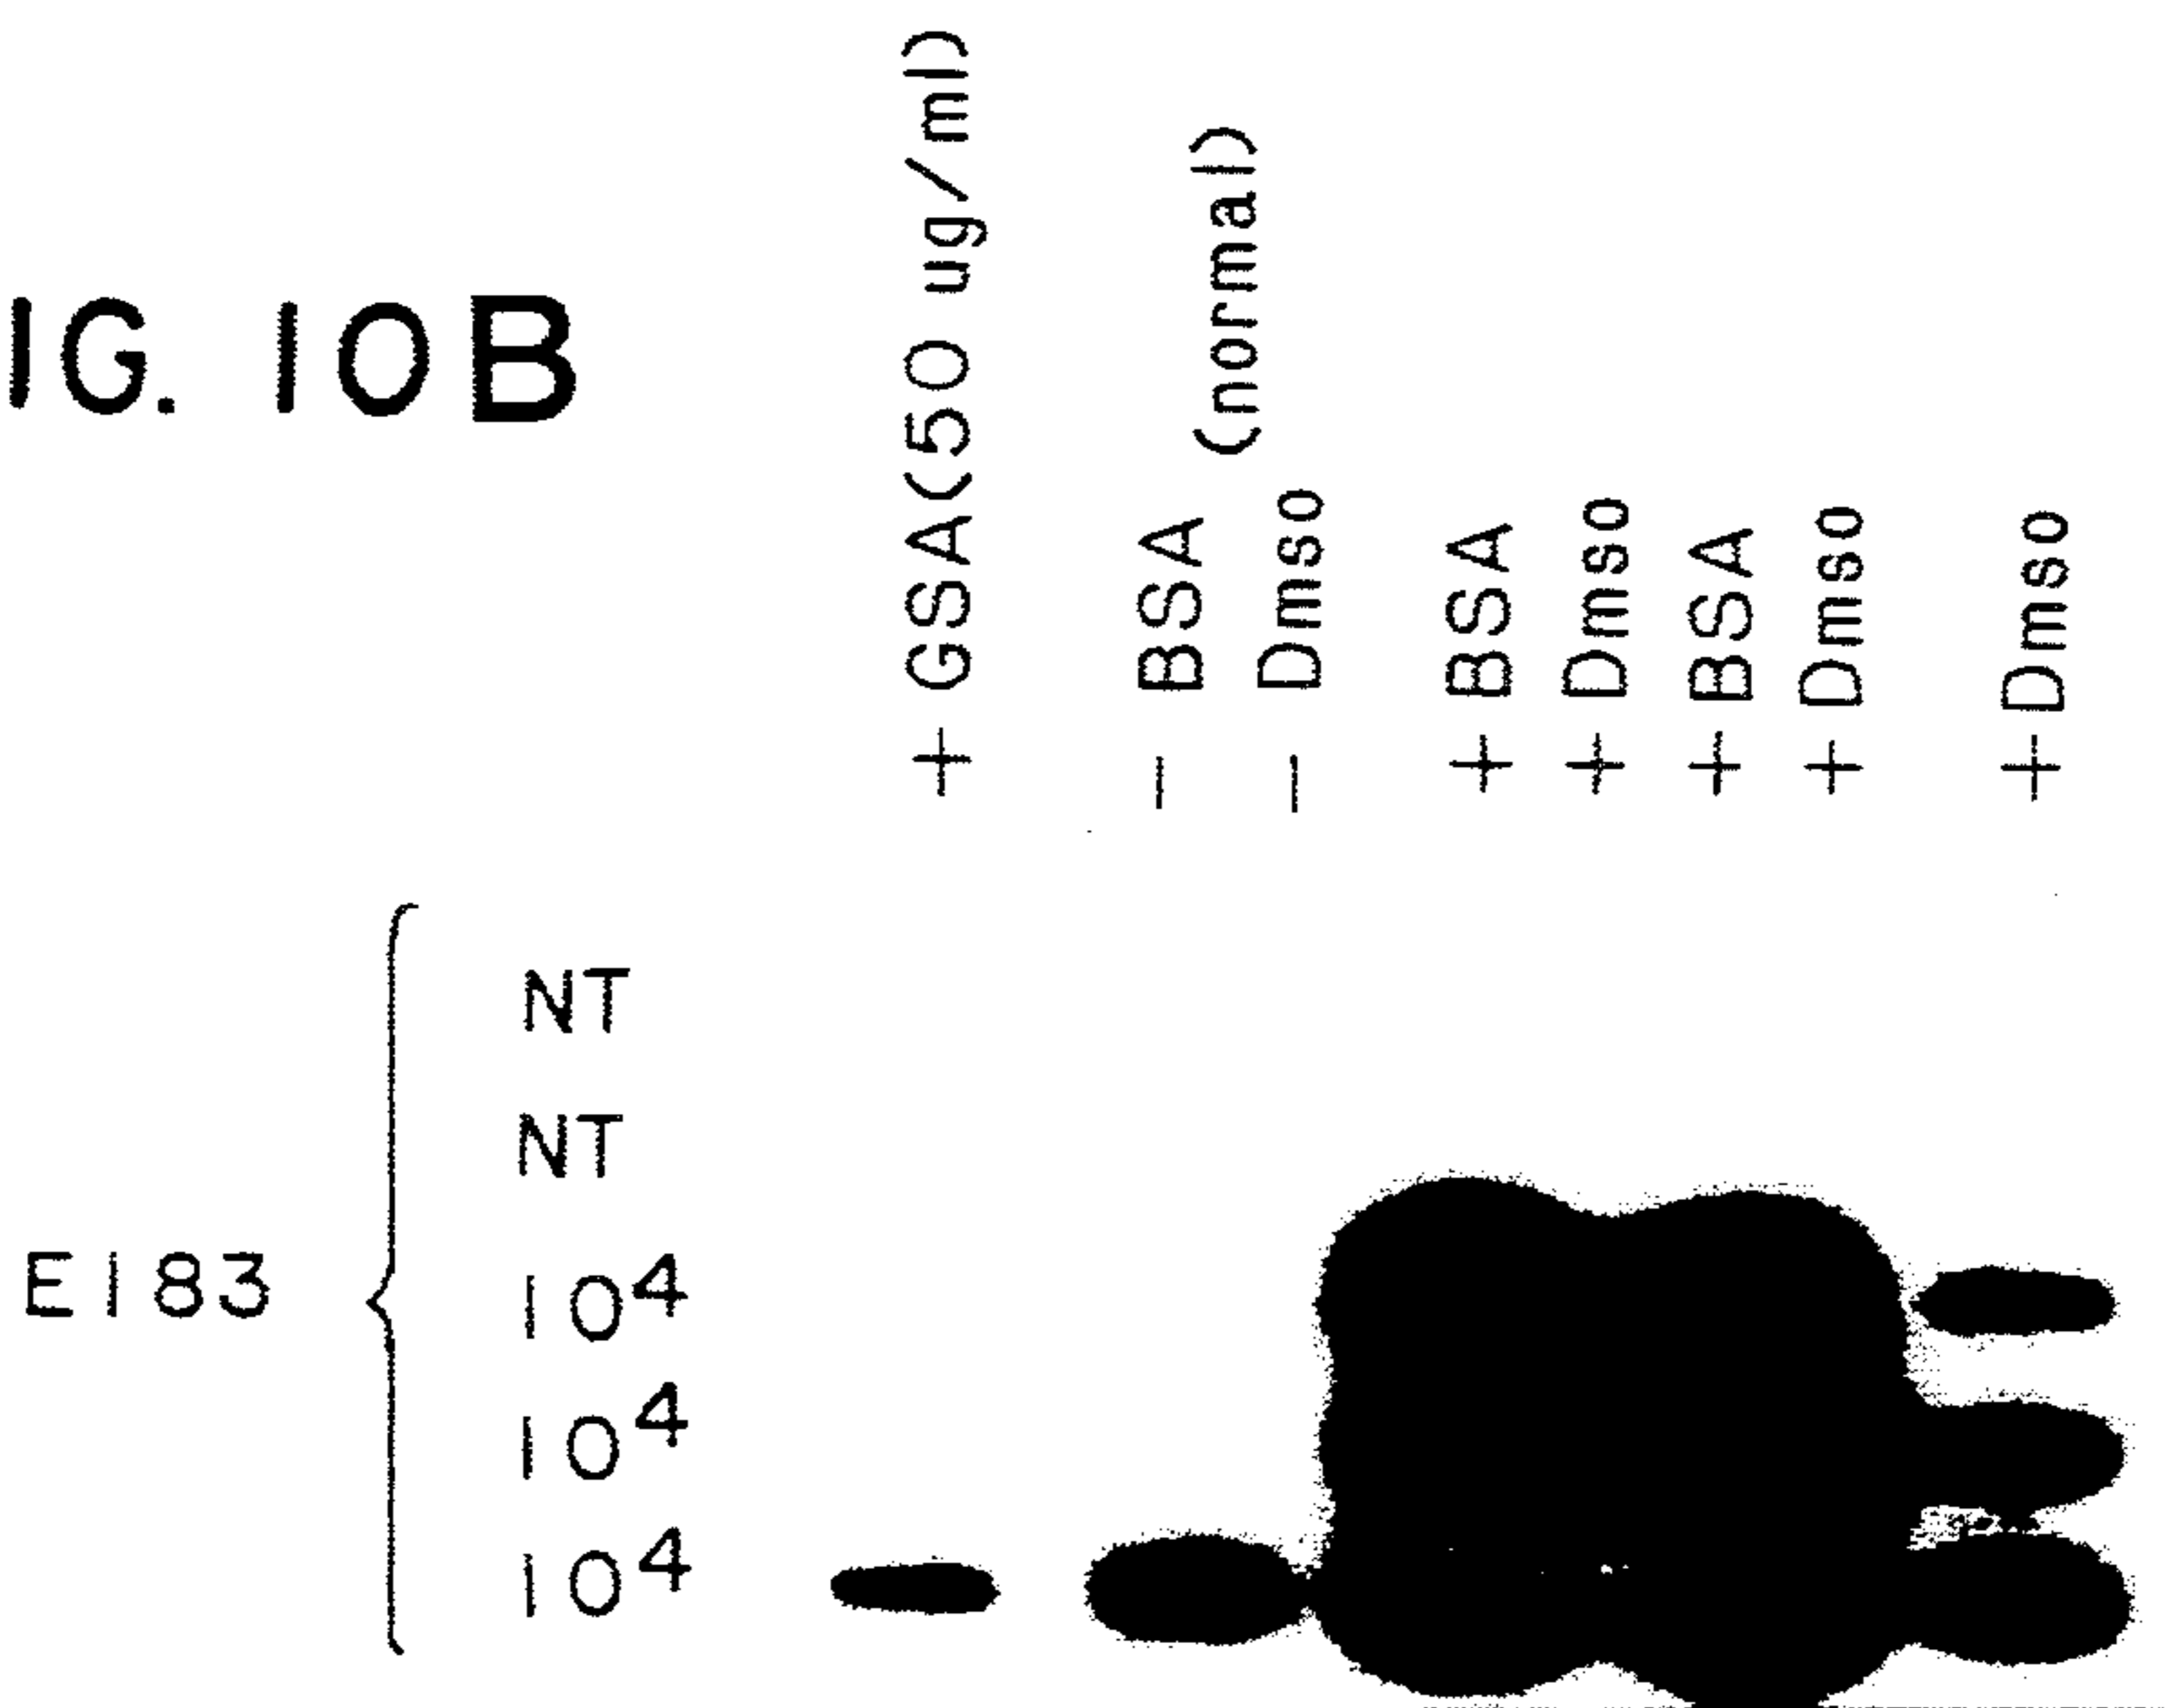 IG. 10B
+ GSA(50 ug/ml)
- BSA
(normal)
- Dmso
+ BSA
+ Dmso
+ BSA
+ Dmso
+ Dmso
E183
NT
NT
10⁴
10⁴
10⁴